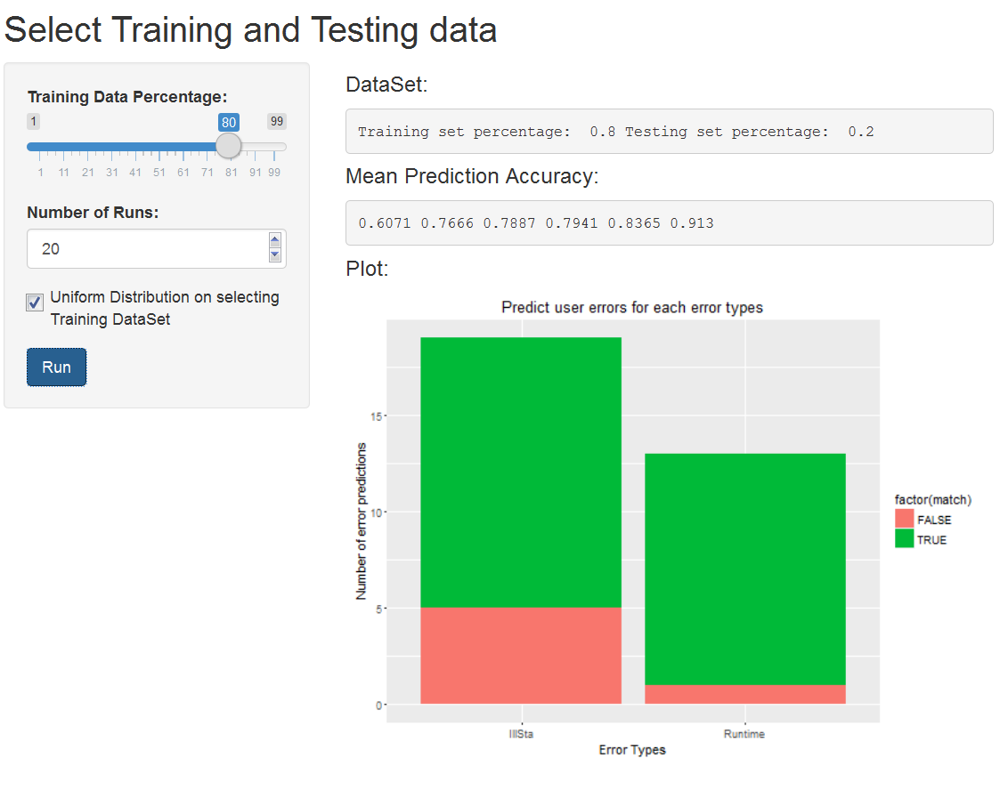 Select Training and Testing data
Training Data Percentage:
1 80 99
1 11 21 31 41 51 61 71 81 91 99
Number of Runs:
20
Uniform Distribution on selecting
Training DataSet
Run
DataSet:
Training set percentage:  0.8 Testing set percentage:  0.2
Mean Prediction Accuracy:
0.6071 0.7666 0.7887 0.7941 0.8365 0.913
Plot:
Predict user errors for each error types
Number of error predictions
15
10
5
0
IllSta Runtime
Error Types
factor(match)
FALSE
TRUE